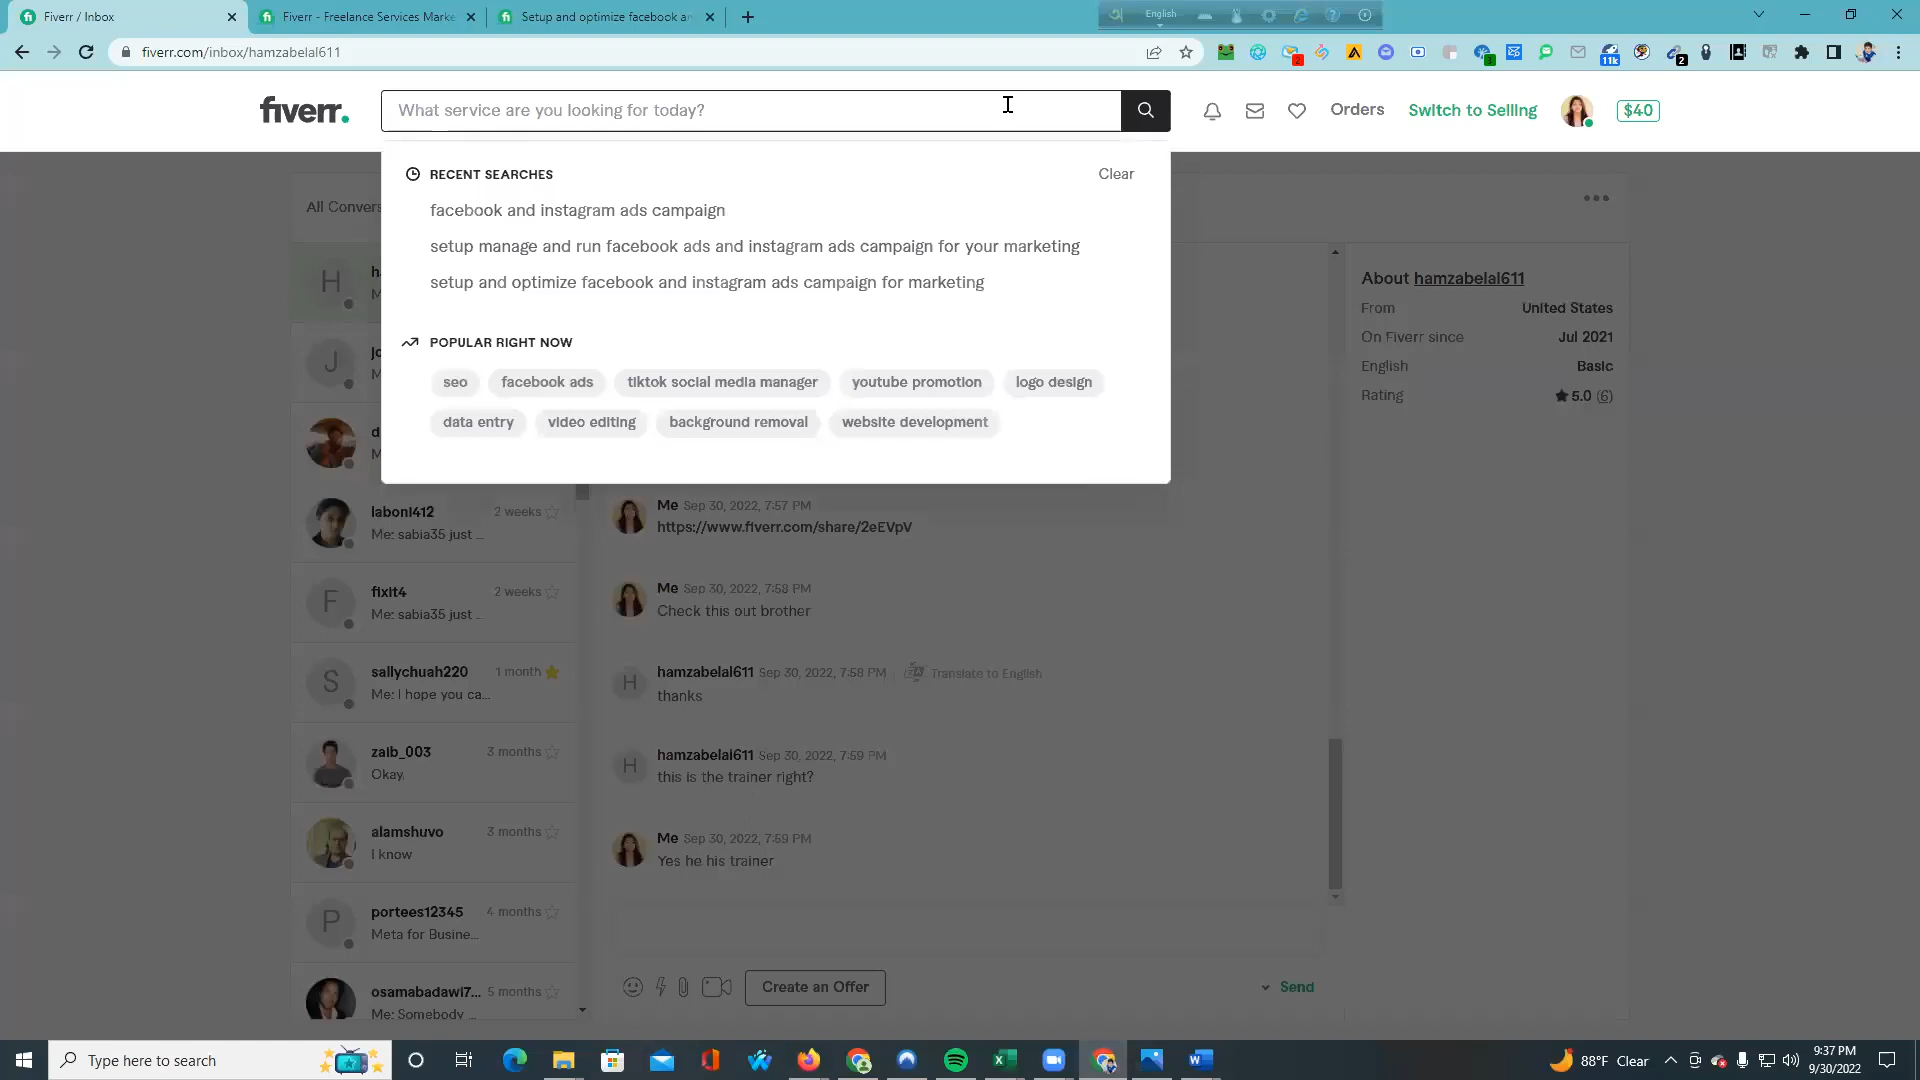 Fiverr / Inbox
Fiverr - Freelance Services Marke
Setup and optimize facebook a
English
fiverr.com/inbox/hamzabelal611
2
3
11k
2
fiverr.
What service are you looking for today?
Orders
Switch to Selling
$40
RECENT SEARCHES
Clear
facebook and instagram ads campaign
setup manage and run facebook ads and instagram ads campaign for your marketing
setup and optimize facebook and instagram ads campaign for marketing
POPULAR RIGHT NOW
seo
facebook ads
tiktok social media manager
youtube promotion
logo design
data entry
video editing
background removal
website development
All Convers
H
J
laboni412
2 weeks
Me: sabia35 just ...
F
fixit4
2 weeks
Me: sabia35 just ...
S
sallychuah220
1 month
Me: I hope you ca...
zaib_003
3 months
Okay,
alamshuvo
3 months
I know
P
portees12345
4 months
Meta for Busine...
osamabadawi7...
5 months
Me: Somebody ...
Me Sep 30, 2022, 7:57 PM
https://www.fiverr.com/share/2eEVpV
Me Sep 30, 2022, 7:58 PM
Check this out brother
H
hamzabelal611 Sep 30, 2022, 7:58 PM
Translate to English
thanks
H
hamzabelal611 Sep 30, 2022, 7:59 PM
this is the trainer right?
Me Sep 30, 2022, 7:59 PM
Yes he his trainer
Create an Offer
Send
About hamzabelal611
From United States
On Fiverr since Jul 2021
English Basic
Rating 5.0 (6)
Type here to search
88°F Clear
9:37 PM
9/30/2022